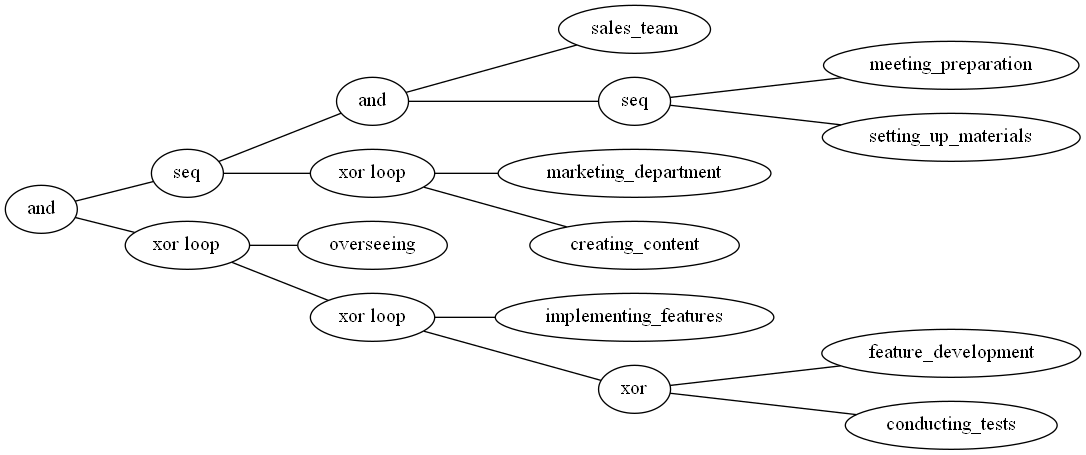 sales_team
meeting_preparation
and
seq
setting_up_materials
seq
xor loop
marketing_department
and
xor loop
overseeing
creating_content
xor loop
implementing_features
feature_development
xor
conducting_tests